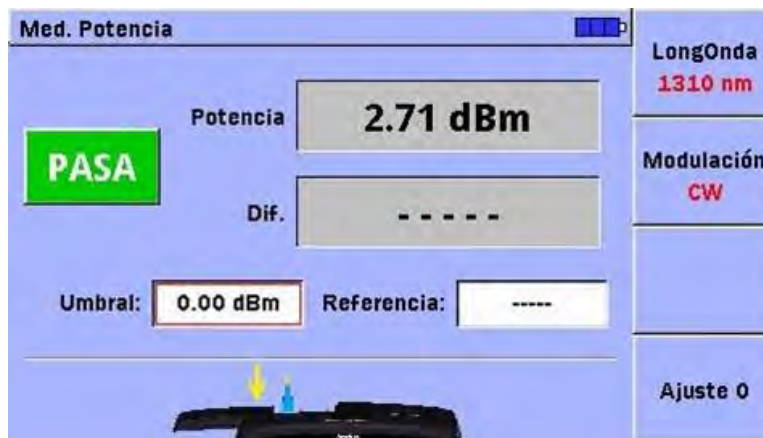 Med. Potencia
LongOnda
1310 nm
Potencia
2.71 dBm
PASA
Modulación
CW
Dif.
- - - - -
Umbral:
0.00 dBm
Referencia:
-----
Ajuste 0